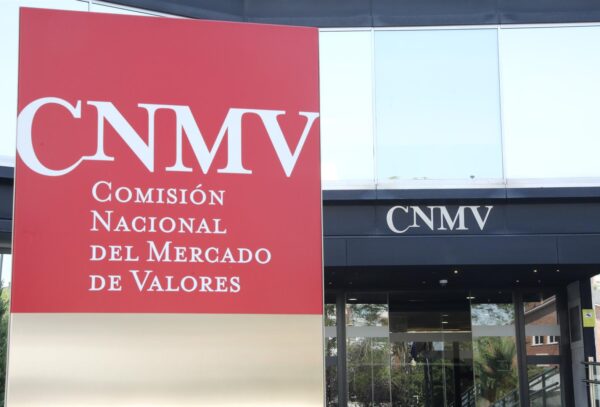 CNMV
COMISIÓN
NACIONAL
DEL MERCADO
DE VALORES
CNMV